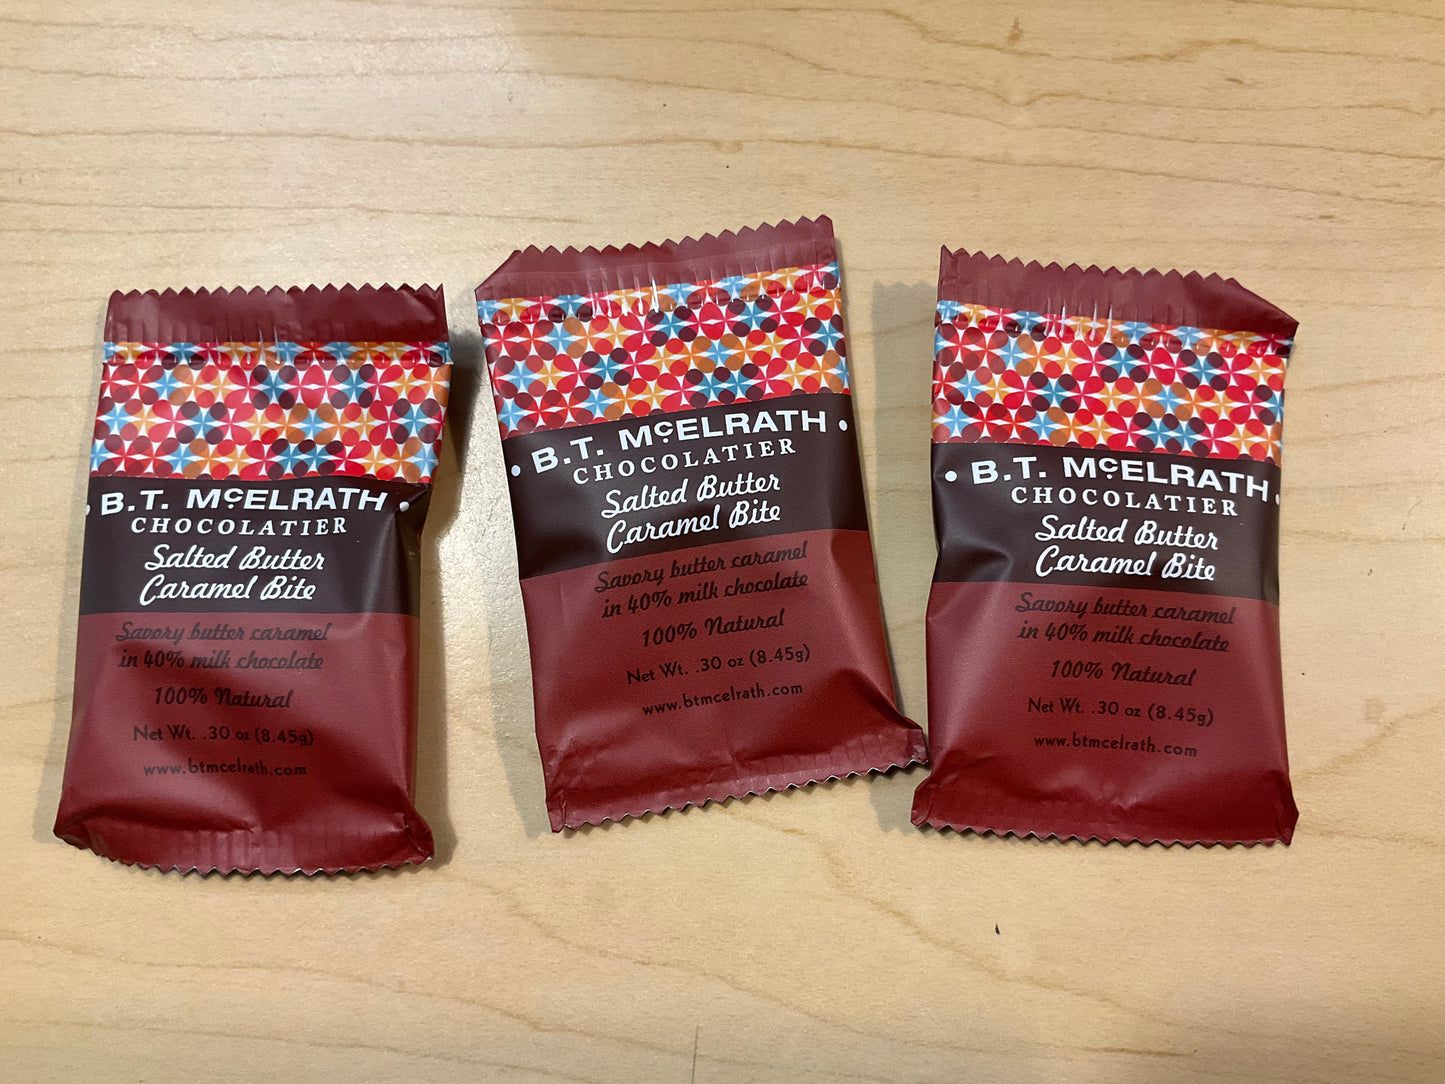 • B.T. McELRATH •
CHOCOLATIER
Salted Butter
Caramel Bite
Savory butter caramel
in 40% milk chocolate
100% Natural
Net Wt. .30 oz (8.45g)
www.btmcelrath.com
• B.T. McELRATH •
CHOCOLATIER
Salted Butter
Caramel Bite
Savory butter caramel
in 40% milk chocolate
100% Natural
Net Wt. .30 oz (8.45g)
www.btmcelrath.com
• B.T. McELRATH •
CHOCOLATIER
Salted Butter
Caramel Bite
Savory butter caramel
in 40% milk chocolate
100% Natural
Net Wt. .30 oz (8.45g)
www.btmcelrath.com